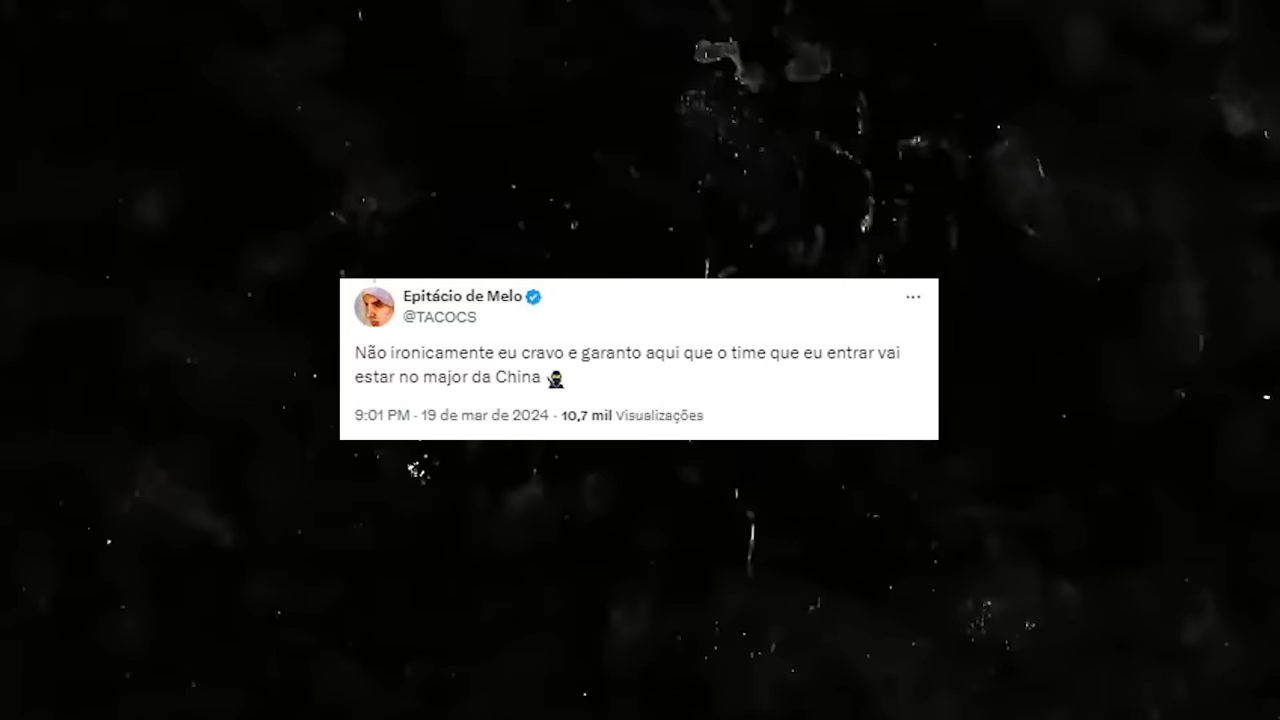 Epitácio de Melo
@TACOCS
Não ironicamente eu cravo e garanto aqui que o time que eu entrar vai
estar no major da China 🥷
9:01 PM · 19 de mar de 2024 · 10,7 mil Visualizações